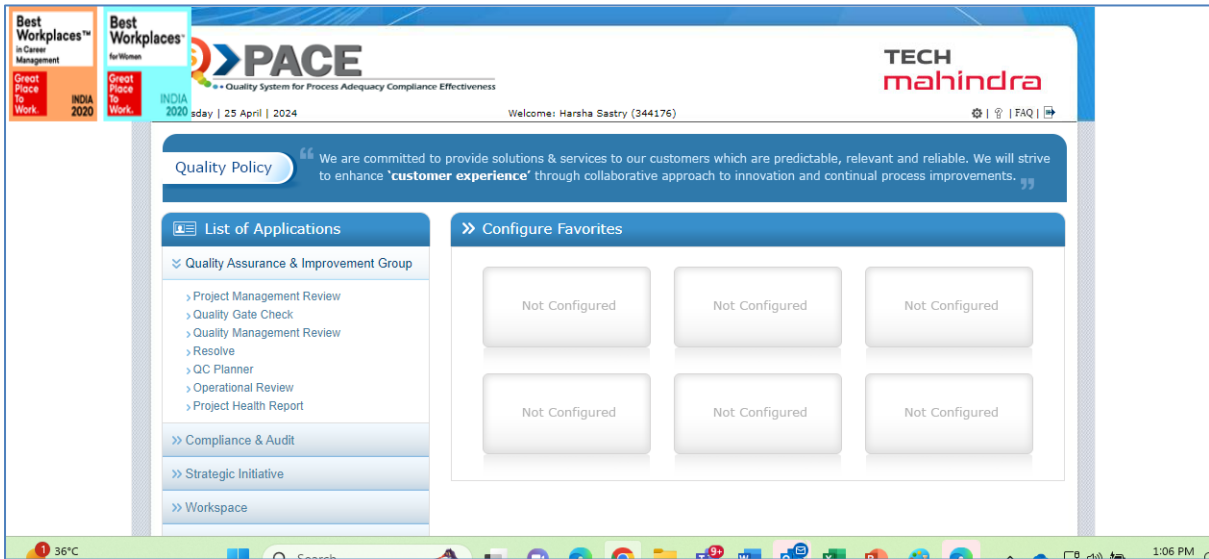 Best
Workplaces™
in Career
Management
Great
Place
To
Work.
INDIA
2020
Best
Workplaces™
for Women
Great
Place
To
Work.
INDIA
2020
PACE
Quality System for Process Adequacy Compliance Effectiveness
TECH
mahindra
sday | 25 April | 2024
Welcome: Harsha Sastry (344176)
| FAQ |
Quality Policy
“ We are committed to provide solutions & services to our customers which are predictable, relevant and reliable. We will strive
to enhance ‘customer experience’ through collaborative approach to innovation and continual process improvements. ”
List of Applications
Quality Assurance & Improvement Group
Project Management Review
Quality Gate Check
Quality Management Review
Resolve
QC Planner
Operational Review
Project Health Report
Compliance & Audit
Strategic Initiative
Workspace
Configure Favorites
Not Configured
Not Configured
Not Configured
Not Configured
Not Configured
Not Configured
1
36°C
Search
9+
1:06 PM